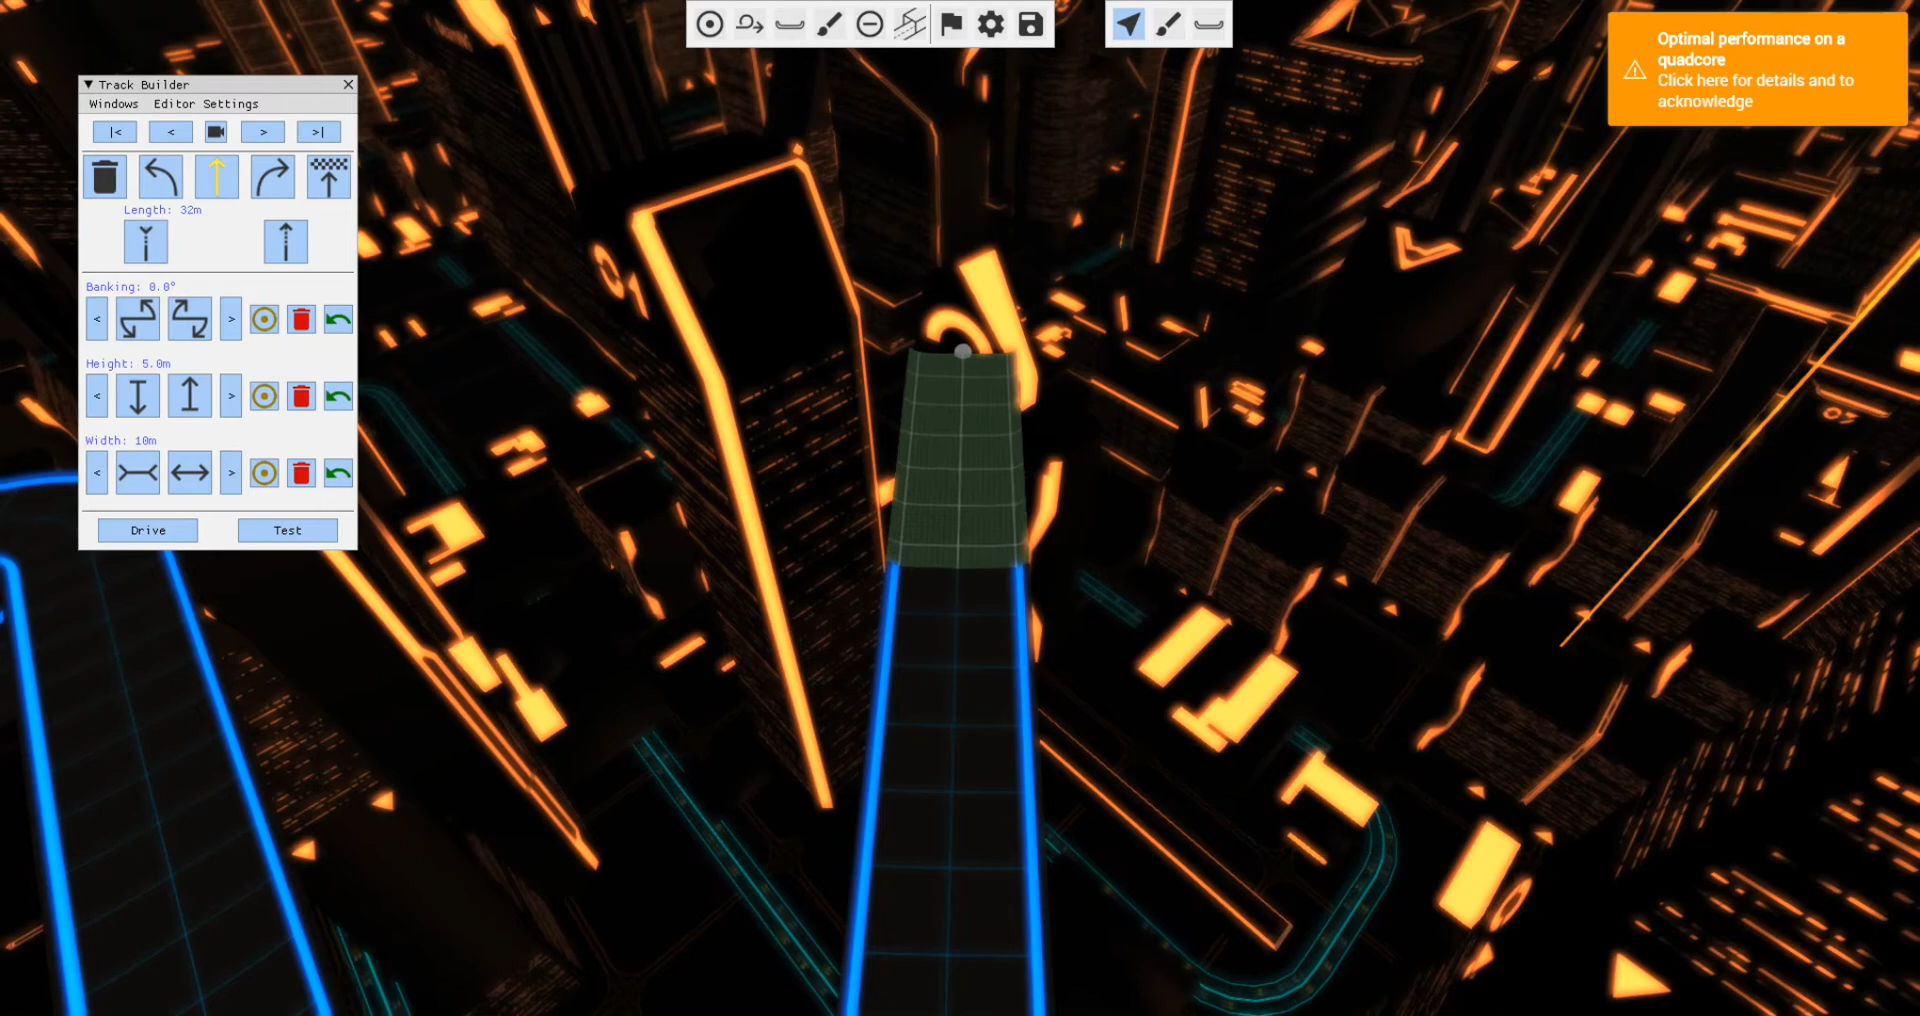 Track Builder
Windows Editor Settings
|< < > >|
Length: 32m
Banking: 0.0°
< >
Height: 5.0m
< >
Width: 10m
< >
Drive Test
Optimal performance on a
quadcore
Click here for details and to
acknowledge